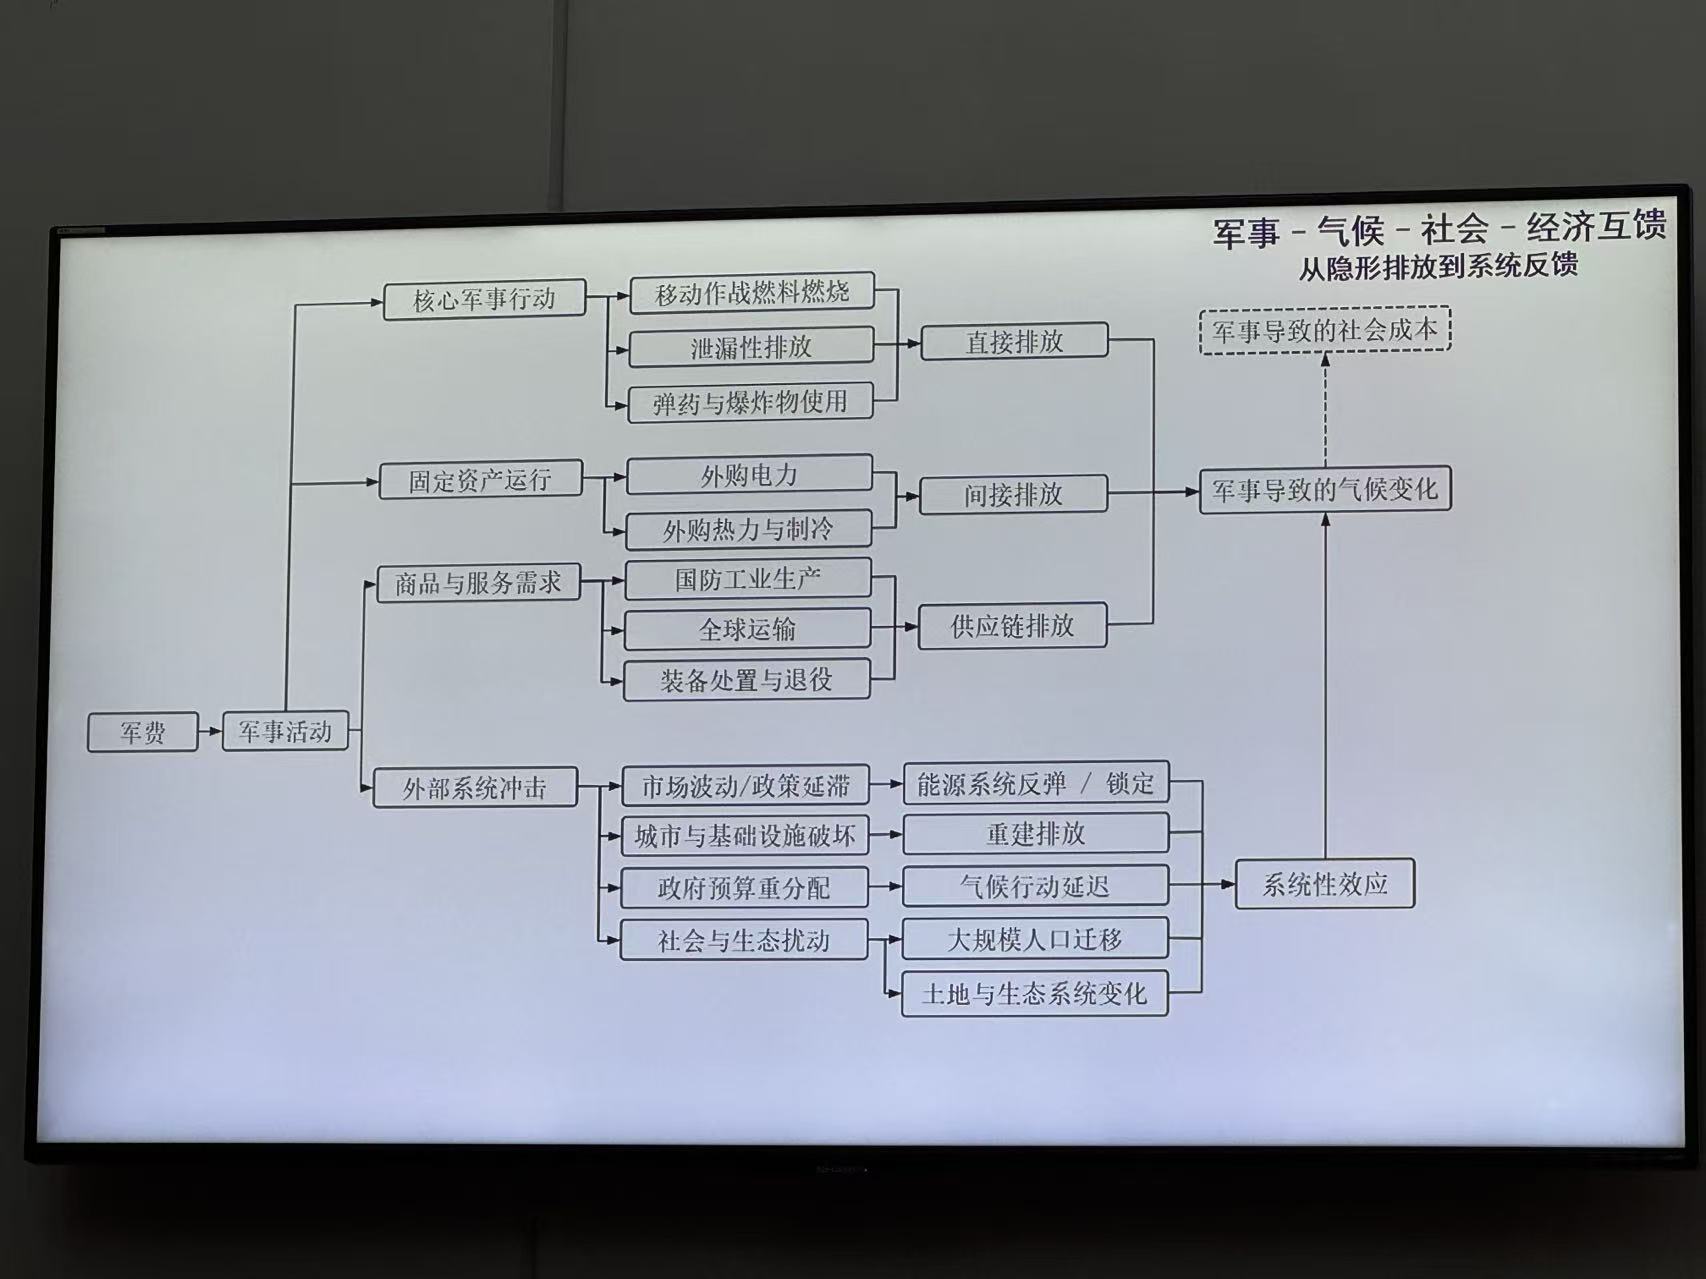 军事 - 气候 - 社会 - 经济互馈
从隐形排放到系统反馈
核心军事行动
移动作战燃料燃烧
泄漏性排放
弹药与爆炸物使用
直接排放
军事导致的社会成本
固定资产运行
外购电力
外购热力与制冷
间接排放
军事导致的气候变化
商品与服务需求
国防工业生产
全球运输
装备处置与退役
供应链排放
军费
军事活动
外部系统冲击
市场波动/政策延滞
能源系统反弹 / 锁定
城市与基础设施破坏
重建排放
政府预算重分配
气候行动延迟
系统性效应
社会与生态扰动
大规模人口迁移
土地与生态系统变化